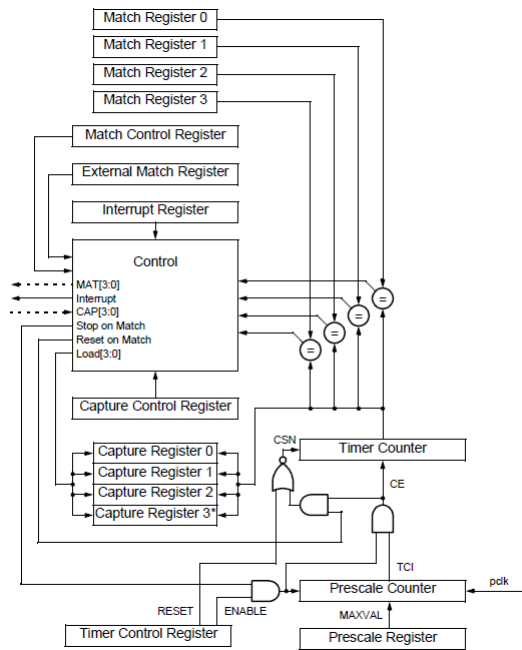 Match Register 0
Match Register 1
Match Register 2
Match Register 3
Match Control Register
External Match Register
Interrupt Register
Control
MAT[3:0]
Interrupt
CAP[3:0]
Stop on Match
Reset on Match
Load[3:0]
=
=
=
=
Capture Control Register
CSN
Timer Counter
Capture Register 0
Capture Register 1
Capture Register 2
Capture Register 3*
CE
TCI
pclk
Prescale Counter
RESET
ENABLE
MAXVAL
Timer Control Register
Prescale Register